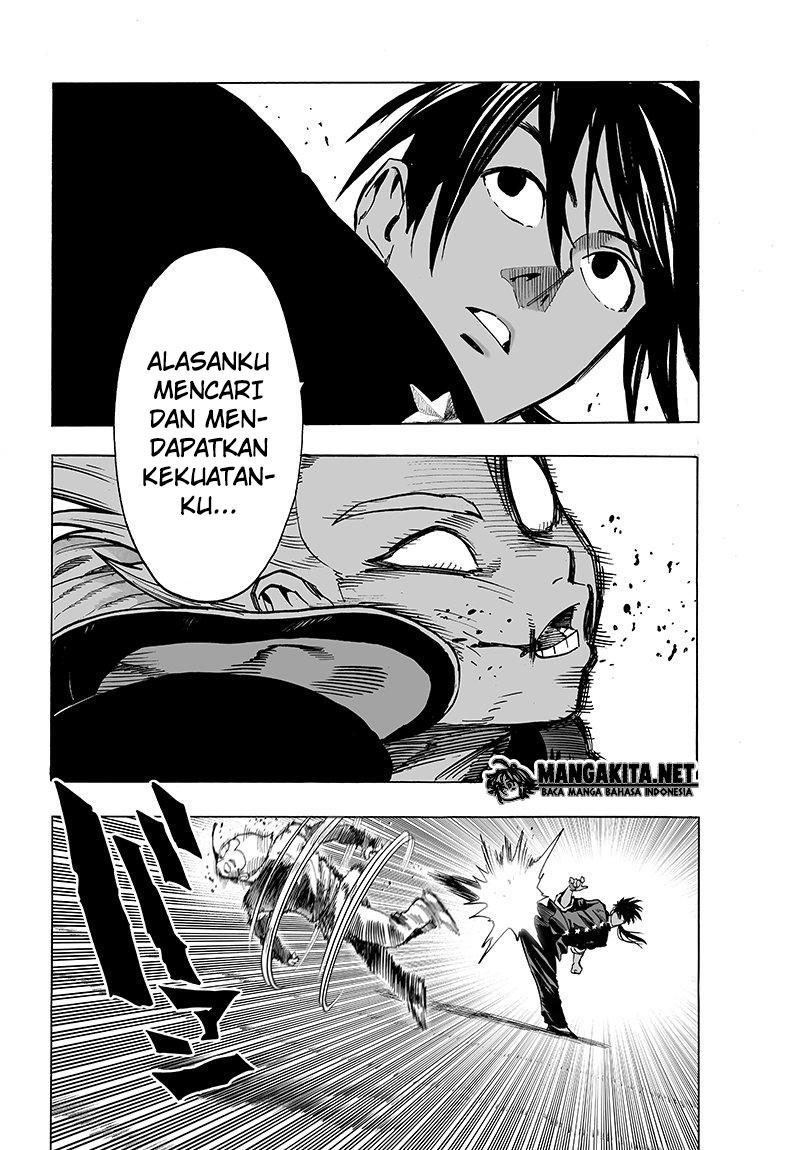 ALASANKU
MENCARI
DAN MEN-
DAPATKAN
KEKUATAN-
KU...
MANGAKITA.NET
BACA MANGA BAHASA INDONESIA